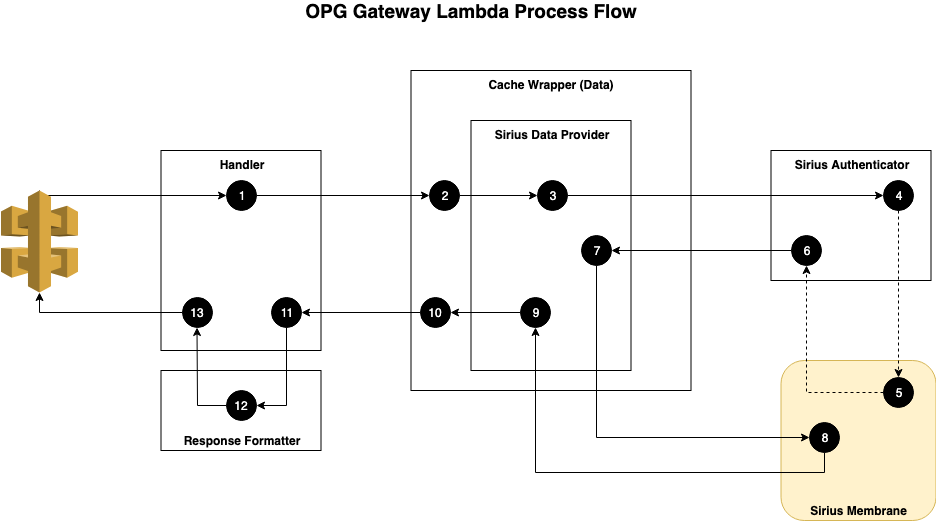 OPG Gateway Lambda Process Flow
Cache Wrapper (Data)
Sirius Data Provider
Handler
Sirius Authenticator
1
2
3
4
7
6
13
11
10
9
5
12
8
Response Formatter
Sirius Membrane